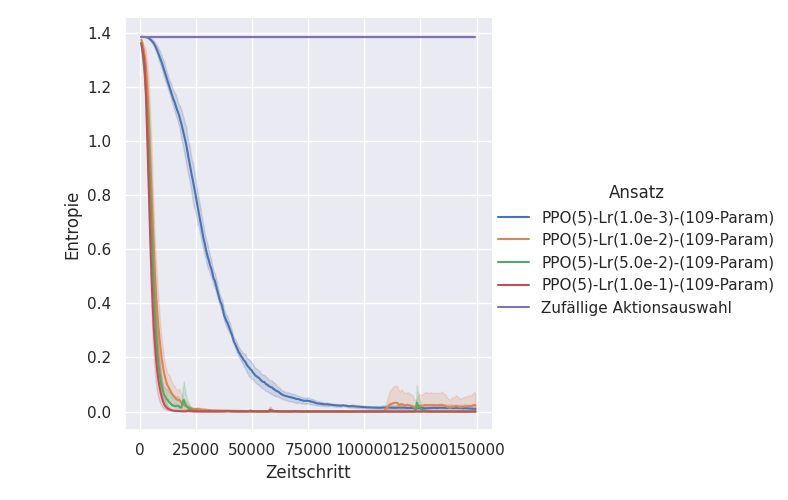 1.4
1.2
1.0
0.8
0.6
0.4
0.2
0.0
Entropie
0 25000 50000 75000 100000 125000 150000
Zeitschritt
Ansatz
PPO(5)-Lr(1.0e-3)-(109-Param)
PPO(5)-Lr(1.0e-2)-(109-Param)
PPO(5)-Lr(5.0e-2)-(109-Param)
PPO(5)-Lr(1.0e-1)-(109-Param)
Zufällige Aktionsauswahl